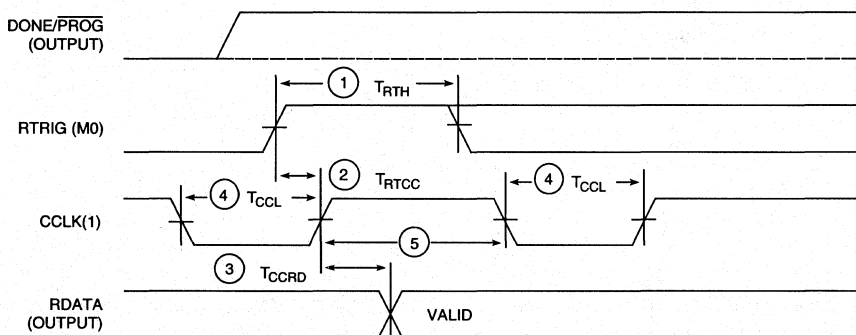 DONE/PROG
(OUTPUT)
1 TRTH
RTRIG (M0)
2 TRTCC
4 TCCL
4 TCCL
CCLK(1)
5
3 TCCRD
RDATA
(OUTPUT)
VALID